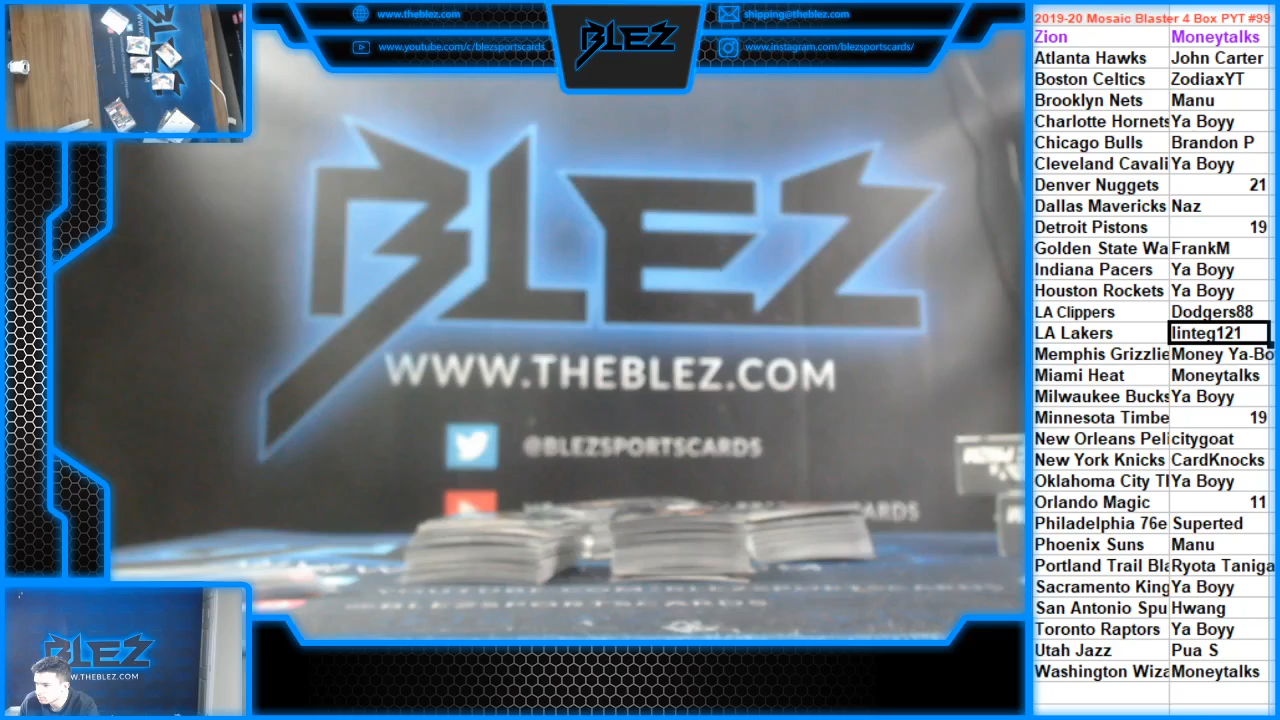 www.theblez.com
shipping@theblez.com
www.youtube.com/c/blezsportscards
www.instagram.com/blezsportscards/
BLEZ
BLEZ
WWW.THEBLEZ.COM
@BLEZSPORTSCARDS
BLEZ
WWW.THEBLEZ.COM
2019-20 Mosaic Blaster 4 Box PYT #99
Zion Moneytalks
Atlanta Hawks John Carter
Boston Celtics ZodiaxYT
Brooklyn Nets Manu
Charlotte Hornets Ya Boyy
Chicago Bulls Brandon P
Cleveland Cavali Ya Boyy
Denver Nuggets 21
Dallas Mavericks Naz
Detroit Pistons 19
Golden State Wa FrankM
Indiana Pacers Ya Boyy
Houston Rockets Ya Boyy
LA Clippers Dodgers88
LA Lakers linteg121
Memphis Grizzlie Money Ya-Bo
Miami Heat Moneytalks
Milwaukee Bucks Ya Boyy
Minnesota Timbe 19
New Orleans Peli citygoat
New York Knicks CardKnocks
Oklahoma City Tl Ya Boyy
Orlando Magic 11
Philadelphia 76e Superted
Phoenix Suns Manu
Portland Trail Bla Ryota Taniga
Sacramento King Ya Boyy
San Antonio Spu Hwang
Toronto Raptors Ya Boyy
Utah Jazz Pua S
Washington Wiza Moneytalks